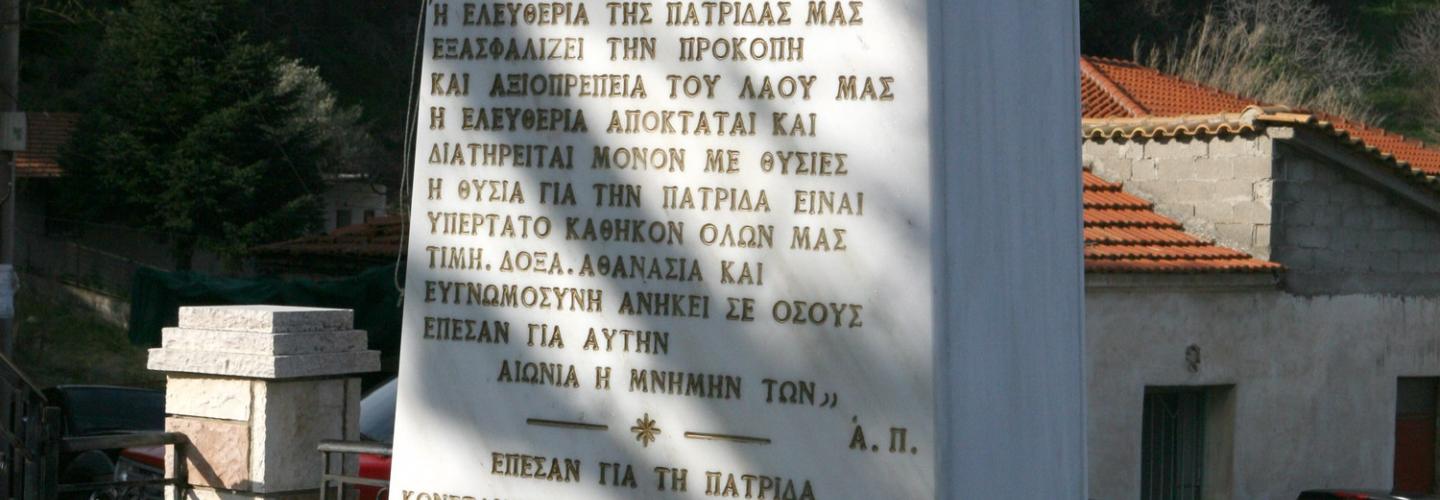 Η ΕΛΕΥΘΕΡΙΑ ΤΗΣ ΠΑΤΡΙΔΑΣ ΜΑΣ
ΕΞΑΣΦΑΛΙΖΕΙ ΤΗΝ ΠΡΟΚΟΠΗ
ΚΑΙ ΑΞΙΟΠΡΕΠΕΙΑ ΤΟΥ ΛΑΟΥ ΜΑΣ
Η ΕΛΕΥΘΕΡΙΑ ΑΠΟΚΤΑΤΑΙ ΚΑΙ
ΔΙΑΤΗΡΕΙΤΑΙ ΜΟΝΟΝ ΜΕ ΘΥΣΙΕΣ
Η ΘΥΣΙΑ ΓΙΑ ΤΗΝ ΠΑΤΡΙΔΑ ΕΙΝΑΙ
ΥΠΕΡΤΑΤΟ ΚΑΘΗΚΟΝ ΟΛΩΝ ΜΑΣ
ΤΙΜΗ. ΔΟΞΑ. ΑΘΑΝΑΣΙΑ ΚΑΙ
ΕΥΓΝΩΜΟΣΥΝΗ ΑΝΗΚΕΙ ΣΕ ΟΣΟΥΣ
ΕΠΕΣΑΝ ΓΙΑ ΑΥΤΗΝ
ΑΙΩΝΙΑ Η ΜΝΗΜΗΝ ΤΩΝ,,
Ά. Π.
ΕΠΕΣΑΝ ΓΙΑ ΤΗ ΠΑΤΡΙΔΑ